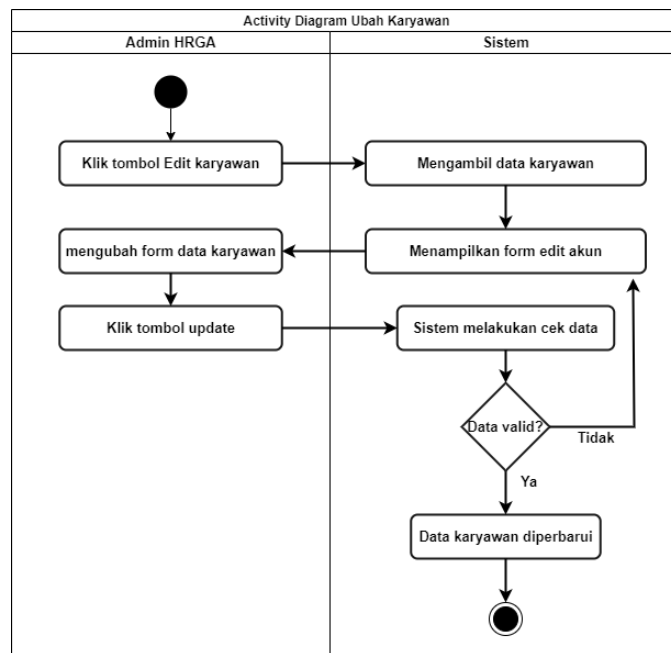 Activity Diagram Ubah Karyawan
Admin HRGA
Sistem
Klik tombol Edit karyawan
Mengambil data karyawan
mengubah form data karyawan
Menampilkan form edit akun
Klik tombol update
Sistem melakukan cek data
Data valid?
Tidak
Ya
Data karyawan diperbarui